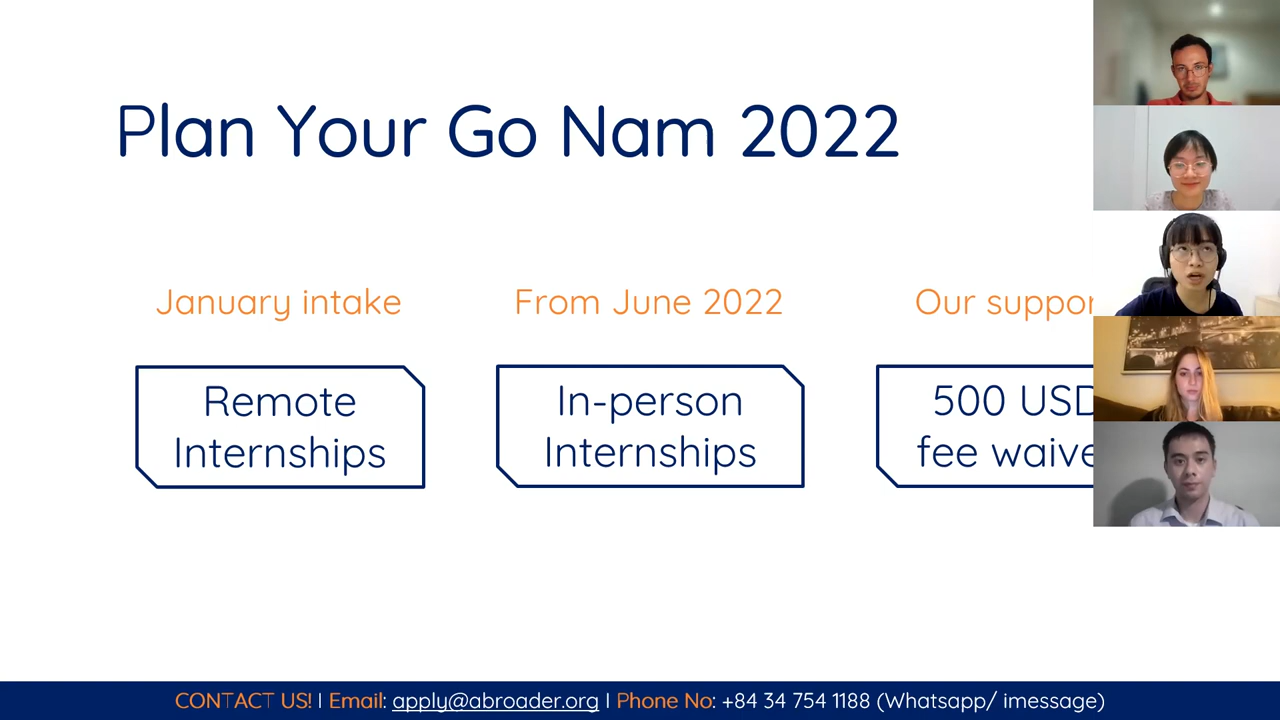 Plan Your Go Nam 2022
January intake
From June 2022
Our suppor
Remote
Internships
In-person
Internships
500 USD
fee waive
CONTACT US! | Email: apply@abroader.org | Phone No: +84 34 754 1188 (Whatsapp/ imessage)